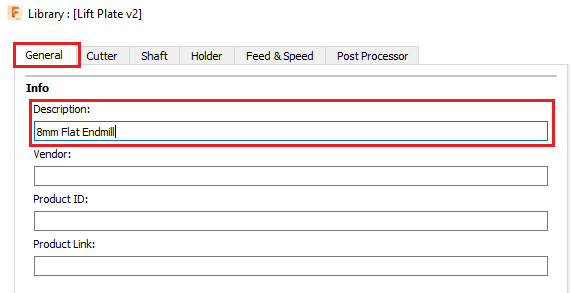 Library : [Lift Plate v2]
General Cutter Shaft Holder Feed & Speed Post Processor
Info
Description:
8mm Flat Endmill
Vendor:
Product ID:
Product Link: